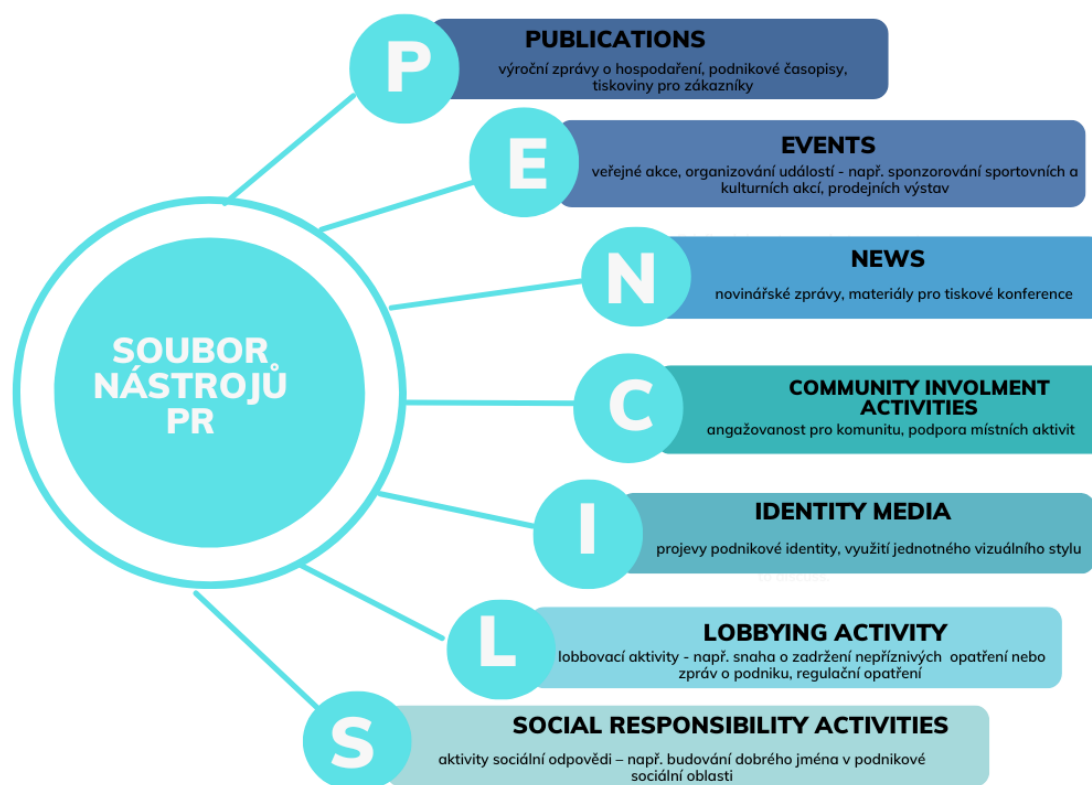 P
PUBLICATIONS
výroční zprávy o hospodaření, podnikové časopisy,
tiskoviny pro zákazníky
E
EVENTS
veřejné akce, organizování událostí - např. sponzorování sportovních a
kulturních akcí, prodejních výstav
N
NEWS
novinářské zprávy, materiály pro tiskové konference
SOUBOR
NÁSTROJŮ
PR
C
COMMUNITY INVOLMENT
ACTIVITIES
angažovanost pro komunitu, podpora místních aktivit
I
IDENTITY MEDIA
projevy podnikové identity, využití jednotného vizuálního stylu
to discuss.
L
LOBBYING ACTIVITY
lobbovací aktivity - např. snaha o zadržení nepříznivých opatření nebo
zpráv o podniku, regulační opatření
S
SOCIAL RESPONSIBILITY ACTIVITIES
aktivity sociální odpovědi – např. budování dobrého jména v podnikové
sociální oblasti